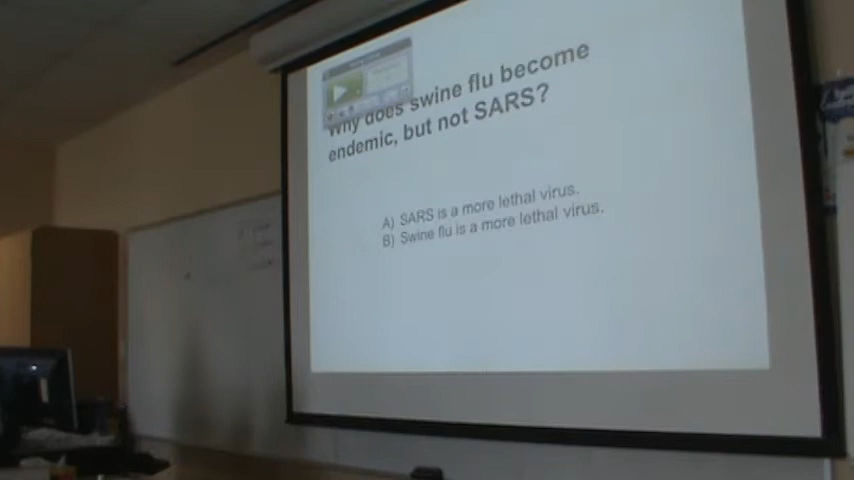 Why does swine flu become
endemic, but not SARS?
A) SARS is a more lethal virus.
B) Swine flu is a more lethal virus.